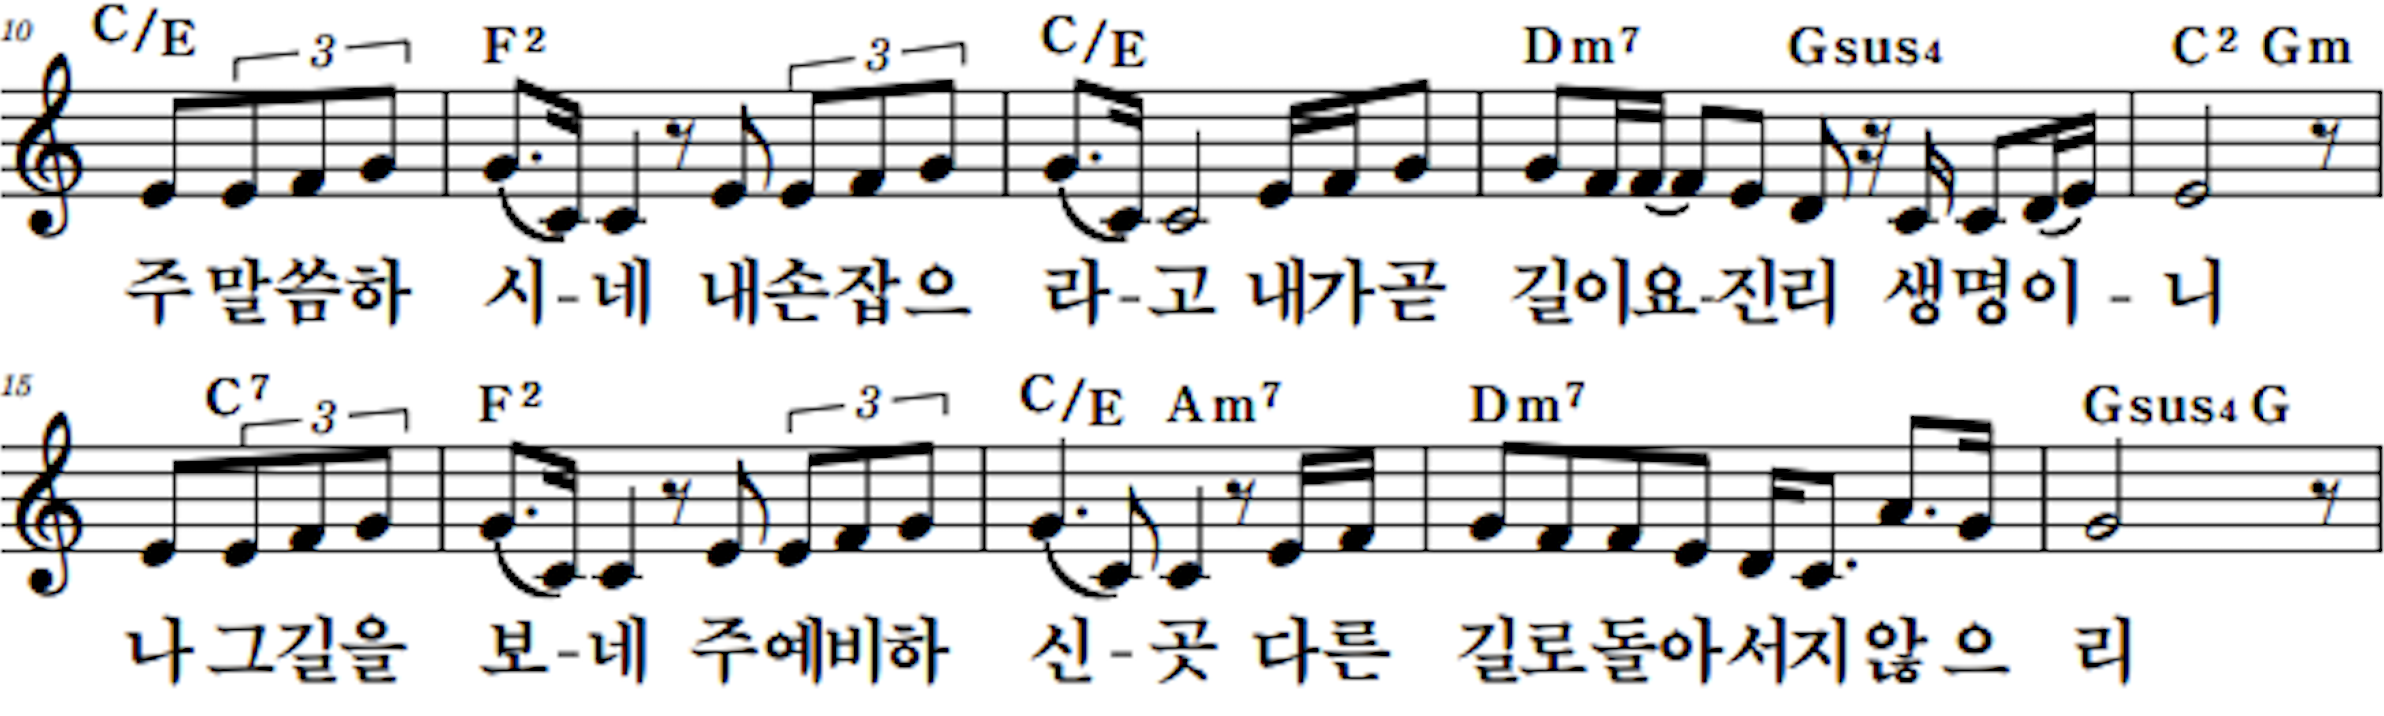 10 C/E 3 F2 3 C/E Dm7 Gsus4 C2 Gm
주 말씀하 시-네 내손잡으 라-고 내가곧 길이요-진리 생명이 - 니
15 C7 3 F2 3 C/E Am7 Dm7 Gsus4 G
나 그길을 보-네 주예비하 신-곳 다른 길로돌아서지않으 리